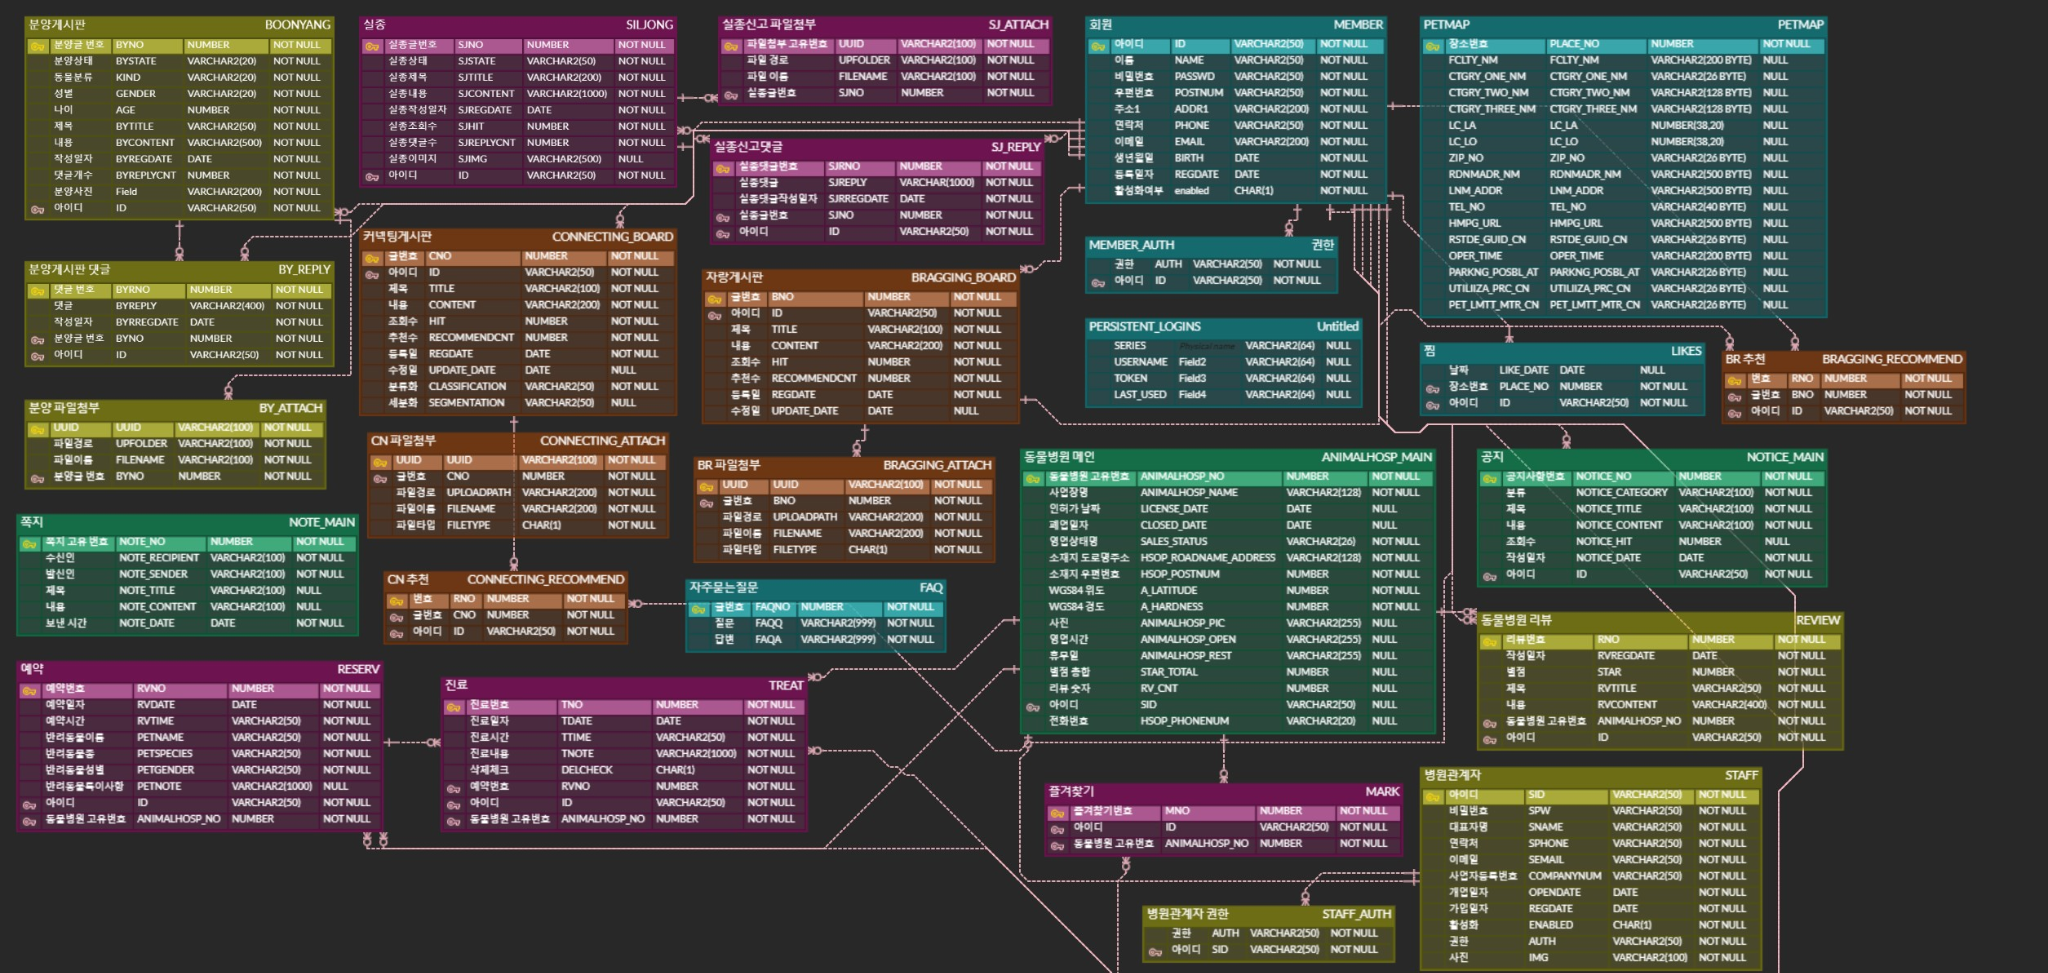 분양게시판 BOONYANG
분양글 번호 BYNO NUMBER NOT NULL
분양상태 BYSTATE VARCHAR2(20) NOT NULL
동물분류 KIND VARCHAR2(20) NOT NULL
성별 GENDER VARCHAR2(20) NOT NULL
나이 AGE NUMBER NOT NULL
제목 BYTITLE VARCHAR2(50) NOT NULL
내용 BYCONTENT VARCHAR2(500) NOT NULL
작성일자 BYREGDATE DATE NOT NULL
댓글개수 BYREPLYCNT NUMBER NOT NULL
분양사진 Field VARCHAR2(200) NOT NULL
아이디 ID VARCHAR2(50) NOT NULL
실종 SILJONG
실종글번호 SJNO NUMBER NOT NULL
실종상태 SJSTATE VARCHAR2(50) NOT NULL
실종제목 SJTITLE VARCHAR2(200) NOT NULL
실종내용 SJCONTENT VARCHAR2(1000) NOT NULL
실종작성일자 SJREGDATE DATE NOT NULL
실종조회수 SJHIT NUMBER NOT NULL
실종댓글수 SJREPLYCNT NUMBER NOT NULL
실종이미지 SJIMG VARCHAR2(500) NULL
아이디 ID VARCHAR2(50) NOT NULL
실종신고 파일첨부 SJ_ATTACH
파일첨부 고유번호 UUID VARCHAR2(100) NOT NULL
파일 경로 UPFOLDER VARCHAR2(100) NOT NULL
파일 이름 FILENAME VARCHAR2(100) NOT NULL
실종글번호 SJNO NUMBER NOT NULL
회원 MEMBER
아이디 ID VARCHAR2(50) NOT NULL
이름 NAME VARCHAR2(50) NOT NULL
비밀번호 PASSWD VARCHAR2(50) NOT NULL
우편번호 POSTNUM VARCHAR2(50) NOT NULL
주소1 ADDR1 VARCHAR2(200) NOT NULL
연락처 PHONE VARCHAR2(50) NOT NULL
이메일 EMAIL VARCHAR2(200) NOT NULL
생년월일 BIRTH DATE NOT NULL
등록일자 REGDATE DATE NOT NULL
활성화여부 enabled CHAR(1) NOT NULL
PETMAP PETMAP
장소번호 PLACE_NO NUMBER NOT NULL
FCLTY_NM FCLTY_NM VARCHAR2(200 BYTE) NULL
CTGRY_ONE_NM CTGRY_ONE_NM VARCHAR2(26 BYTE) NULL
CTGRY_TWO_NM CTGRY_TWO_NM VARCHAR2(128 BYTE) NULL
CTGRY_THREE_NM CTGRY_THREE_NM VARCHAR2(128 BYTE) NULL
LC_LA LC_LA NUMBER(38,20) NULL
LC_LO LC_LO NUMBER(38,20) NULL
ZIP_NO ZIP_NO VARCHAR2(26 BYTE) NULL
RDNMADR_NM RDNMADR_NM VARCHAR2(500 BYTE) NULL
LNM_ADDR LNM_ADDR VARCHAR2(500 BYTE) NULL
TEL_NO TEL_NO VARCHAR2(40 BYTE) NULL
HMPG_URL HMPG_URL VARCHAR2(500 BYTE) NULL
RSTDE_GUID_CN RSTDE_GUID_CN VARCHAR2(26 BYTE) NULL
OPER_TIME OPER_TIME VARCHAR2(200 BYTE) NULL
PARKNG_POSBL_AT PARKNG_POSBL_AT VARCHAR2(26 BYTE) NULL
UTILIIZA_PRC_CN UTILIIZA_PRC_CN VARCHAR2(26 BYTE) NULL
PET_LMTT_MTR_CN PET_LMTT_MTR_CN VARCHAR2(26 BYTE) NULL
실종신고댓글 SJ_REPLY
실종댓글번호 SJRNO NUMBER NOT NULL
실종댓글 SJREPLY VARCHAR(1000) NOT NULL
실종댓글작성일자 SJRREGDATE DATE NOT NULL
실종글번호 SJNO NUMBER NOT NULL
아이디 ID VARCHAR2(50) NOT NULL
분양게시판 댓글 BY_REPLY
댓글 번호 BYRNO NUMBER NOT NULL
댓글 BYREPLY VARCHAR2(400) NOT NULL
작성일자 BYRREGDATE DATE NOT NULL
분양글 번호 BYNO NUMBER NOT NULL
아이디 ID VARCHAR2(50) NOT NULL
커넥팅게시판 CONNECTING_BOARD
글번호 CNO NUMBER NOT NULL
아이디 ID VARCHAR2(50) NOT NULL
제목 TITLE VARCHAR2(100) NOT NULL
내용 CONTENT VARCHAR2(200) NOT NULL
조회수 HIT NUMBER NOT NULL
추천수 RECOMMENDCNT NUMBER NOT NULL
등록일 REGDATE DATE NOT NULL
수정일 UPDATE_DATE DATE NULL
분류화 CLASSIFICATION VARCHAR2(50) NOT NULL
세분화 SEGMENTATION VARCHAR2(50) NULL
자랑게시판 BRAGGING_BOARD
글번호 BNO NUMBER NOT NULL
아이디 ID VARCHAR2(50) NOT NULL
제목 TITLE VARCHAR2(100) NOT NULL
내용 CONTENT VARCHAR2(200) NOT NULL
조회수 HIT NUMBER NOT NULL
추천수 RECOMMENDCNT NUMBER NOT NULL
등록일 REGDATE DATE NOT NULL
수정일 UPDATE_DATE DATE NULL
MEMBER_AUTH 권한
권한 AUTH VARCHAR2(50) NOT NULL
아이디 ID VARCHAR2(50) NOT NULL
PERSISTENT_LOGINS Untitled
SERIES Physical name VARCHAR2(64) NULL
USERNAME Field2 VARCHAR2(64) NULL
TOKEN Field3 VARCHAR2(64) NULL
LAST_USED Field4 VARCHAR2(64) NULL
찜 LIKES
날짜 LIKE_DATE DATE NULL
장소번호 PLACE_NO NUMBER NOT NULL
아이디 ID VARCHAR2(50) NOT NULL
BR 추천 BRAGGING_RECOMMEND
번호 RNO NUMBER NOT NULL
글번호 BNO NUMBER NOT NULL
아이디 ID VARCHAR2(50) NOT NULL
분양 파일첨부 BY_ATTACH
UUID UUID VARCHAR2(100) NOT NULL
파일경로 UPFOLDER VARCHAR2(100) NOT NULL
파일이름 FILENAME VARCHAR2(100) NOT NULL
분양글 번호 BYNO NUMBER NOT NULL
CN 파일첨부 CONNECTING_ATTACH
UUID UUID VARCHAR2(100) NOT NULL
글번호 CNO NUMBER NOT NULL
파일경로 UPLOADPATH VARCHAR2(200) NOT NULL
파일이름 FILENAME VARCHAR2(200) NOT NULL
파일타입 FILETYPE CHAR(1) NOT NULL
BR 파일첨부 BRAGGING_ATTACH
UUID UUID VARCHAR2(100) NOT NULL
글번호 BNO NUMBER NOT NULL
파일경로 UPLOADPATH VARCHAR2(200) NOT NULL
파일이름 FILENAME VARCHAR2(200) NOT NULL
파일타입 FILETYPE CHAR(1) NOT NULL
동물병원 메인 ANIMALHOSP_MAIN
동물병원 고유번호 ANIMALHOSP_NO NUMBER NOT NULL
사업장명 ANIMALHOSP_NAME VARCHAR2(128) NOT NULL
인허가 날짜 LICENSE_DATE DATE NULL
폐업일자 CLOSED_DATE DATE NULL
영업상태명 SALES_STATUS VARCHAR2(26) NOT NULL
소재지 도로명주소 HSOP_ROADNAME_ADDRESS VARCHAR2(128) NOT NULL
소재지 우편번호 HSOP_POSTNUM NUMBER NOT NULL
WGS84 위도 A_LATITUDE NUMBER NOT NULL
WGS84 경도 A_HARDNESS NUMBER NOT NULL
사진 ANIMALHOSP_PIC VARCHAR2(255) NULL
영업시간 ANIMALHOSP_OPEN VARCHAR2(255) NULL
휴무일 ANIMALHOSP_REST VARCHAR2(255) NULL
별점 총합 STAR_TOTAL NUMBER NULL
리뷰 숫자 RV_CNT NUMBER NULL
아이디 SID VARCHAR2(50) NOT NULL
전화번호 HSOP_PHONENUM VARCHAR2(20) NULL
공지 NOTICE_MAIN
공지사항번호 NOTICE_NO NUMBER NOT NULL
분류 NOTICE_CATEGORY VARCHAR2(100) NOT NULL
제목 NOTICE_TITLE VARCHAR2(100) NOT NULL
내용 NOTICE_CONTENT VARCHAR2(100) NOT NULL
조회수 NOTICE_HIT NUMBER NULL
작성일자 NOTICE_DATE DATE NOT NULL
아이디 ID VARCHAR2(50) NOT NULL
쪽지 NOTE_MAIN
쪽지 고유 번호 NOTE_NO NUMBER NOT NULL
수신인 NOTE_RECIPIENT VARCHAR2(100) NOT NULL
발신인 NOTE_SENDER VARCHAR2(100) NOT NULL
제목 NOTE_TITLE VARCHAR2(100) NULL
내용 NOTE_CONTENT VARCHAR2(100) NULL
보낸 시간 NOTE_DATE DATE NOT NULL
CN 추천 CONNECTING_RECOMMEND
번호 RNO NUMBER NOT NULL
글번호 CNO NUMBER NOT NULL
아이디 ID VARCHAR2(50) NOT NULL
자주묻는질문 FAQ
글번호 FAQNO NUMBER NOT NULL
질문 FAQQ VARCHAR2(999) NOT NULL
답변 FAQA VARCHAR2(999) NOT NULL
동물병원 리뷰 REVIEW
리뷰번호 RNO NUMBER NOT NULL
작성일자 RVREGDATE DATE NOT NULL
별점 STAR NUMBER NOT NULL
제목 RVTITLE VARCHAR2(50) NOT NULL
내용 RVCONTENT VARCHAR2(400) NOT NULL
동물병원 고유번호 ANIMALHOSP_NO NUMBER NOT NULL
아이디 ID VARCHAR2(50) NOT NULL
예약 RESERV
예약번호 RVNO NUMBER NOT NULL
예약일자 RVDATE DATE NOT NULL
예약시간 RVTIME VARCHAR2(50) NOT NULL
반려동물이름 PETNAME VARCHAR2(50) NOT NULL
반려동물종 PETSPECIES VARCHAR2(50) NOT NULL
반려동물성별 PETGENDER VARCHAR2(50) NOT NULL
반려동물특이사항 PETNOTE VARCHAR2(1000) NULL
아이디 ID VARCHAR2(50) NOT NULL
동물병원 고유번호 ANIMALHOSP_NO NUMBER NOT NULL
진료 TREAT
진료번호 TNO NUMBER NOT NULL
진료일자 TDATE DATE NOT NULL
진료시간 TTIME VARCHAR2(50) NOT NULL
진료내용 TNOTE VARCHAR2(1000) NOT NULL
삭제체크 DELCHECK CHAR(1) NOT NULL
예약번호 RVNO NUMBER NOT NULL
아이디 ID VARCHAR2(50) NOT NULL
동물병원 고유번호 ANIMALHOSP_NO NUMBER NOT NULL
즐겨찾기 MARK
즐겨찾기번호 MNO NUMBER NOT NULL
아이디 ID VARCHAR2(50) NOT NULL
동물병원 고유번호 ANIMALHOSP_NO NUMBER NOT NULL
병원관계자 STAFF
아이디 SID VARCHAR2(50) NOT NULL
비밀번호 SPW VARCHAR2(50) NOT NULL
대표자명 SNAME VARCHAR2(50) NOT NULL
연락처 SPHONE VARCHAR2(50) NOT NULL
이메일 SEMAIL VARCHAR2(50) NOT NULL
사업자등록번호 COMPANYNUM VARCHAR2(50) NOT NULL
개업일자 OPENDATE DATE NOT NULL
가입일자 REGDATE DATE NOT NULL
활성화 ENABLED CHAR(1) NOT NULL
권한 AUTH VARCHAR2(50) NOT NULL
사진 IMG VARCHAR2(100) NOT NULL
병원관계자 권한 STAFF_AUTH
권한 AUTH VARCHAR2(50) NOT NULL
아이디 SID VARCHAR2(50) NOT NULL